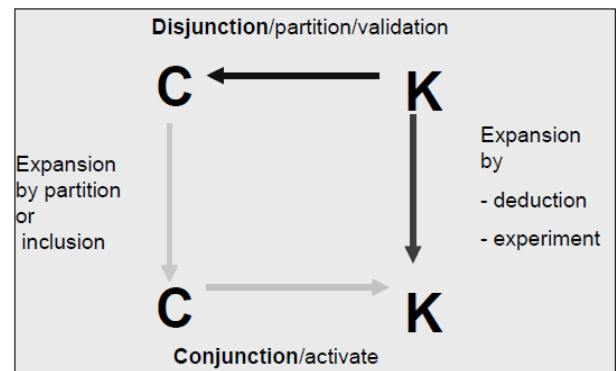 Disjunction/partition/validation
C K
Expansion
by partition
or
inclusion
Expansion
by
- deduction
- experiment
C K
Conjunction/activate